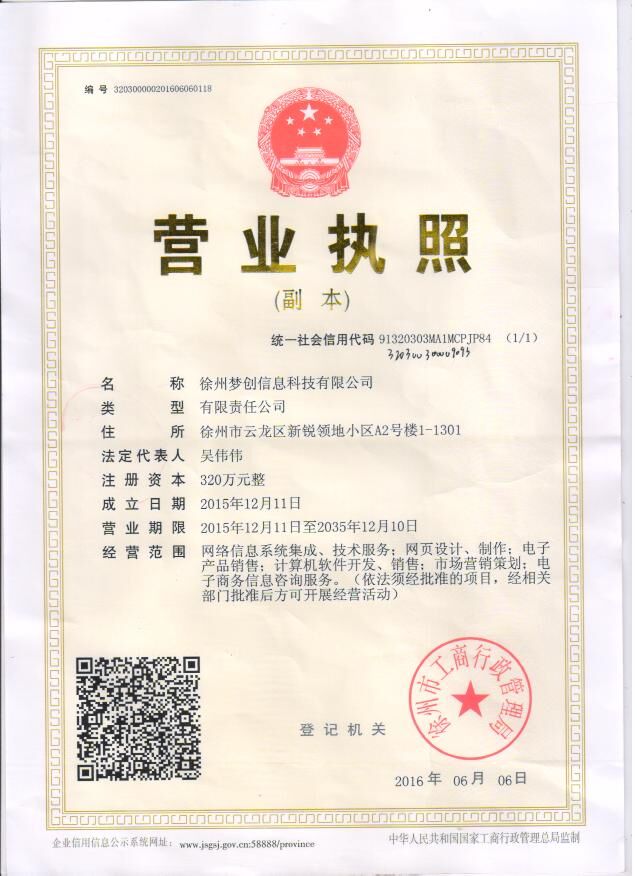 编 号 320300000201606060118
营业执照
(副 本)
统一社会信用代码 91320303MA1MCPJP84 (1/1)
名 称 徐州梦创信息科技有限公司
类 型 有限责任公司
住 所 徐州市云龙区新锐领地小区A2号楼1-1301
法定代表人 吴伟伟
注册资本 320万元整
成立日期 2015年12月11日
营业期限 2015年12月11日至2035年12月10日
经营范围 网络信息系统集成、技术服务；网页设计、制作；电子
产品销售；计算机软件开发、销售；市场营销策划；电
子商务信息咨询服务。（依法须经批准的项目，经相关
部门批准后方可开展经营活动）
徐州市工商行政管理局
登记机关
2016年 06月 06日
企业信用信息公示系统网址： www.jsgsj.gov.cn:58888/province
中华人民共和国国家工商行政管理总局监制